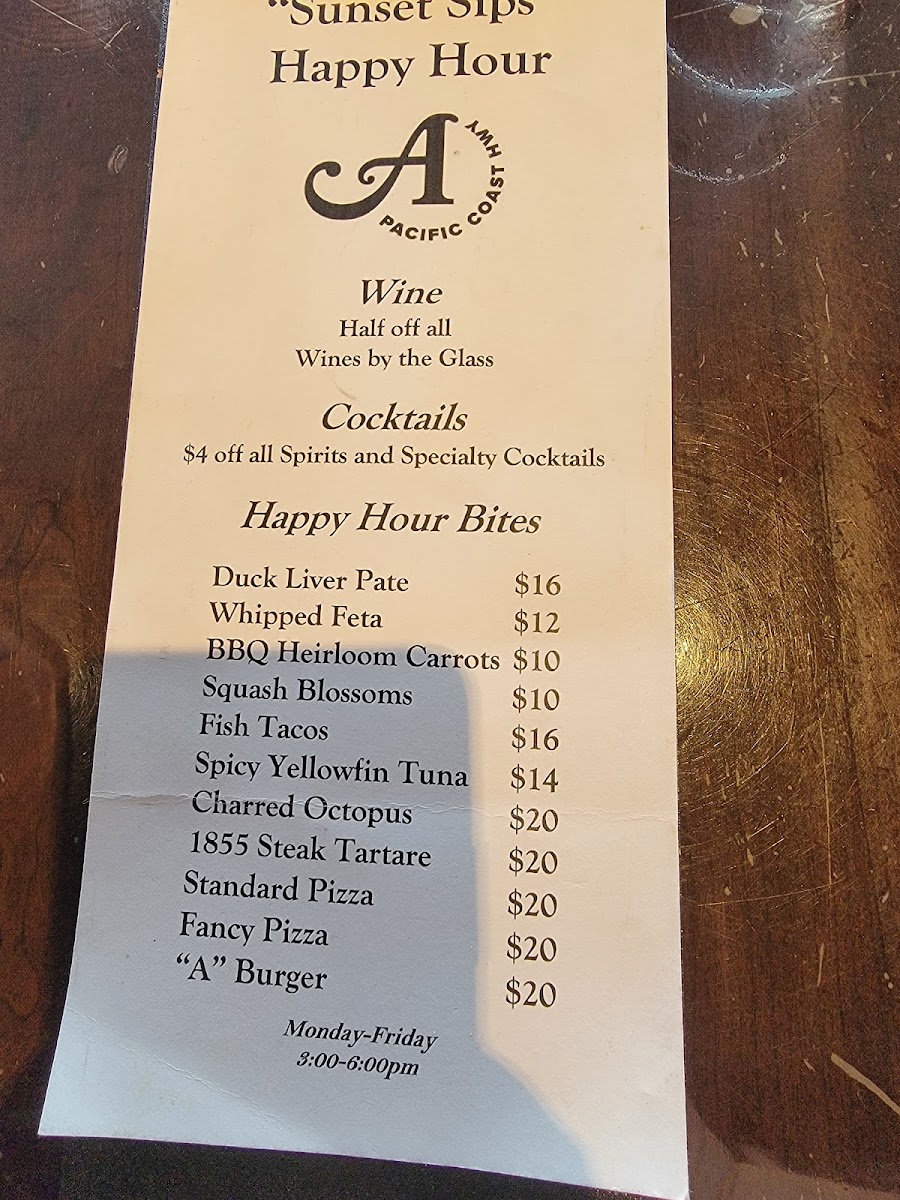 "Sunset Sips
Happy Hour
A
PACIFIC COAST HWY
Wine
Half off all
Wines by the Glass
Cocktails
$4 off all Spirits and Specialty Cocktails
Happy Hour Bites
Duck Liver Pate $16
Whipped Feta $12
BBQ Heirloom Carrots $10
Squash Blossoms $10
Fish Tacos $16
Spicy Yellowfin Tuna $14
Charred Octopus $20
1855 Steak Tartare $20
Standard Pizza $20
Fancy Pizza $20
"A" Burger $20
Monday-Friday
3:00-6:00pm